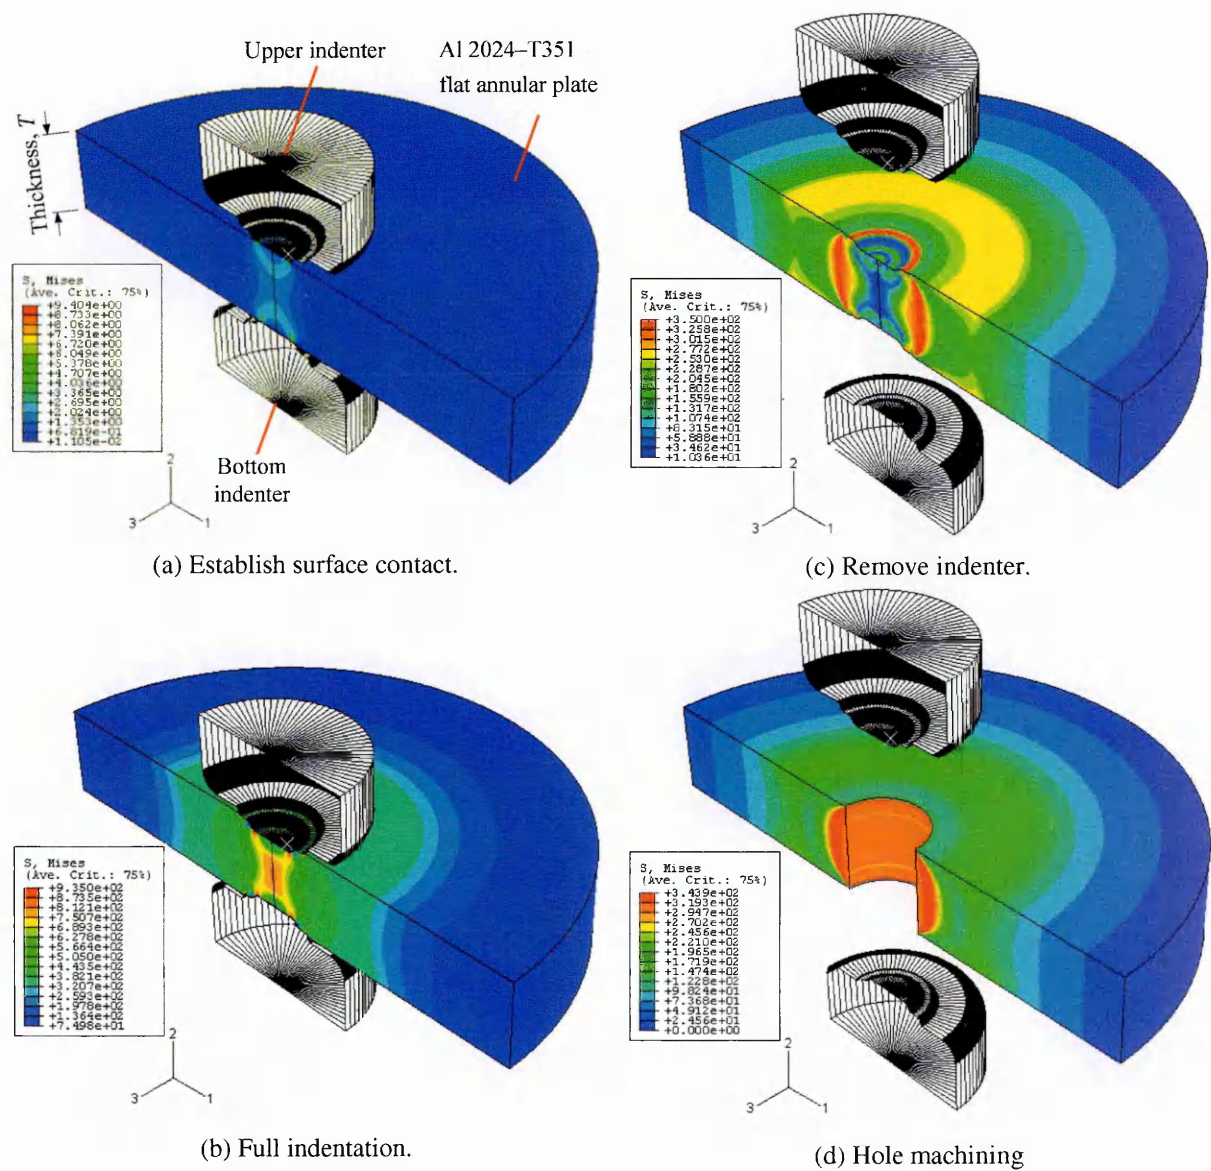 Upper indenter
Al 2024–T351
flat annular plate
Thickness, T
S, Mises
(Ave. Crit.: 75%)
+9.404e+00
+8.733e+00
+8.062e+00
+7.391e+00
+6.720e+00
+6.049e+00
+5.378e+00
+4.707e+00
+4.036e+00
+3.365e+00
+2.695e+00
+2.024e+00
+1.353e+00
+6.819e-01
+1.105e-02
Bottom
indenter
2
3
1
(a) Establish surface contact.
S, Mises
(Ave. Crit.: 75%)
+3.500e+02
+3.258e+02
+3.015e+02
+2.772e+02
+2.530e+02
+2.287e+02
+2.045e+02
+1.802e+02
+1.559e+02
+1.317e+02
+1.074e+02
+8.315e+01
+5.888e+01
+3.462e+01
+1.036e+01
2
3
1
(c) Remove indenter.
S, Mises
(Ave. Crit.: 75%)
+9.350e+02
+8.735e+02
+8.121e+02
+7.507e+02
+6.893e+02
+6.278e+02
+5.664e+02
+5.050e+02
+4.435e+02
+3.821e+02
+3.207e+02
+2.593e+02
+1.978e+02
+1.364e+02
+7.498e+01
2
3
1
(b) Full indentation.
S, Mises
(Ave. Crit.: 75%)
+3.439e+02
+3.193e+02
+2.947e+02
+2.702e+02
+2.456e+02
+2.210e+02
+1.965e+02
+1.719e+02
+1.474e+02
+1.228e+02
+9.824e+01
+7.368e+01
+4.912e+01
+2.456e+01
+0.000e+00
2
3
1
(d) Hole machining